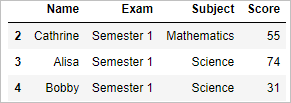 Name Exam Subject Score
2 Cathrine Semester 1 Mathematics 55
3 Alisa Semester 1 Science 74
4 Bobby Semester 1 Science 31